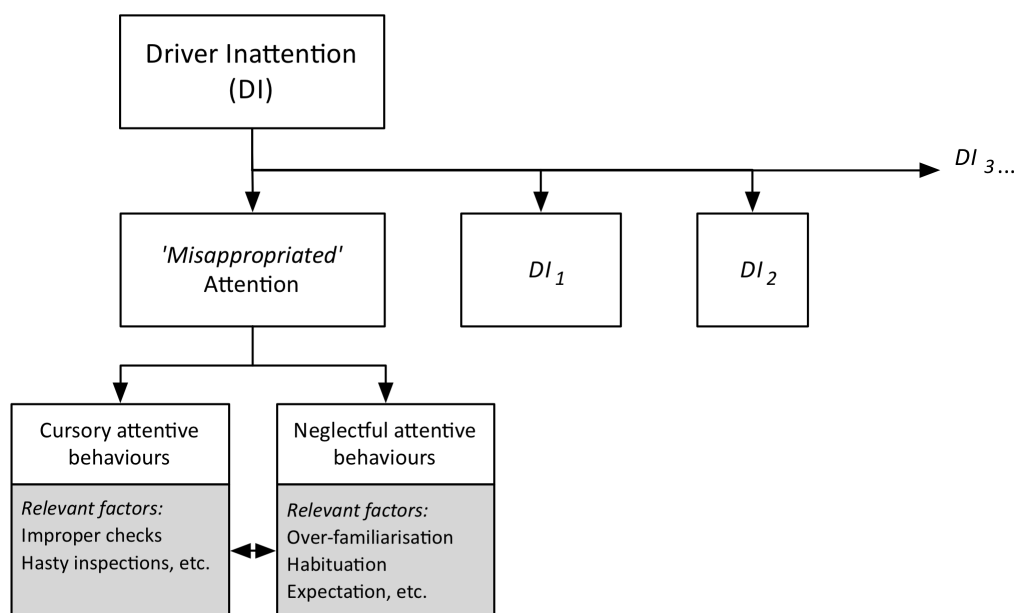 Driver Inattention
(DI)
DI 3...
'Misappropriated'
Attention
DI 1
DI 2
Cursory attentive
behaviours
Relevant factors:
Improper checks
Hasty inspections, etc.
Neglectful attentive
behaviours
Relevant factors:
Over-familiarisation
Habituation
Expectation, etc.